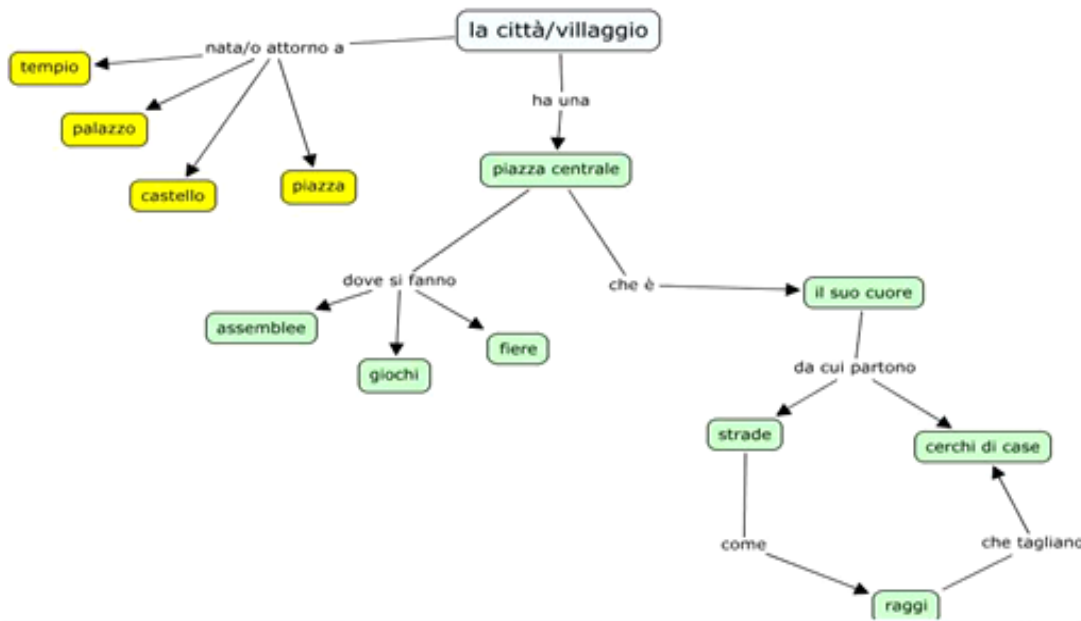 la città/villaggio
nata/o attorno a
tempio
palazzo
castello
piazza
ha una
piazza centrale
dove si fanno
assemblee
giochi
fiere
che è
il suo cuore
da cui partono
strade
cerchi di case
come
raggi
che tagliano